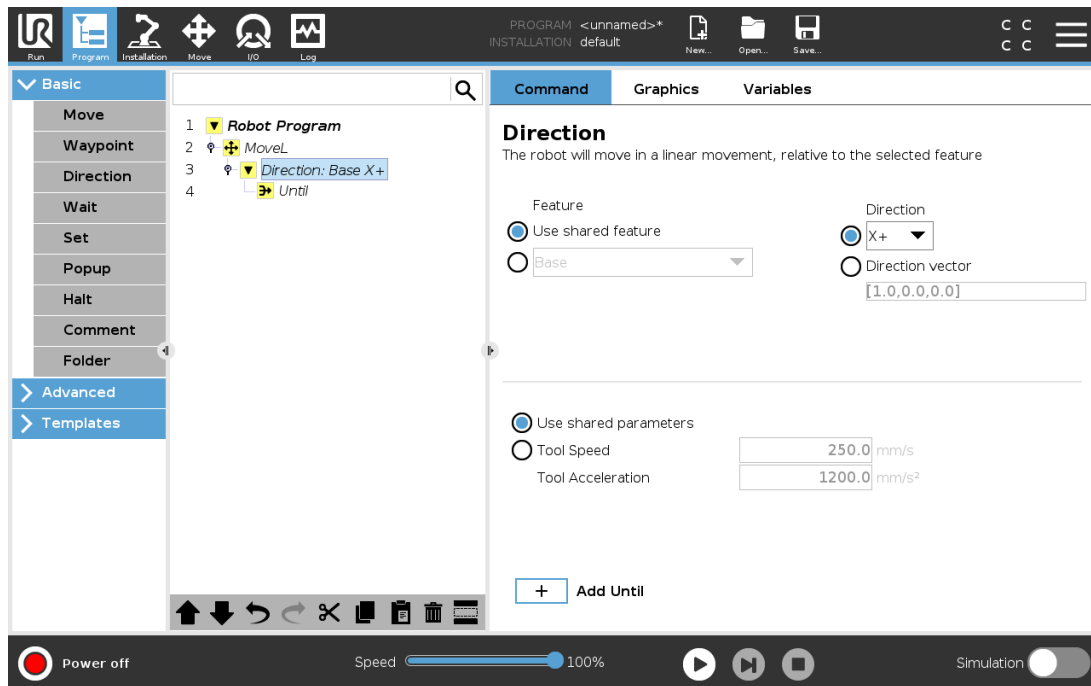 UR
Run
Program
Installation
Move
I/O
Log
PROGRAM <unnamed>*
INSTALLATION default
New...
Open...
Save...
C C
C C
Basic
Move
Waypoint
Direction
Wait
Set
Popup
Halt
Comment
Folder
Advanced
Templates
1 Robot Program
2 MoveL
3 Direction: Base X+
4 Until
Command Graphics Variables
Direction
The robot will move in a linear movement, relative to the selected feature
Feature
Use shared feature
Base
Direction
X+
Direction vector
[1.0,0.0,0.0]
Use shared parameters
Tool Speed 250.0 mm/s
Tool Acceleration 1200.0 mm/s²
+ Add Until
Power off
Speed 100%
Simulation